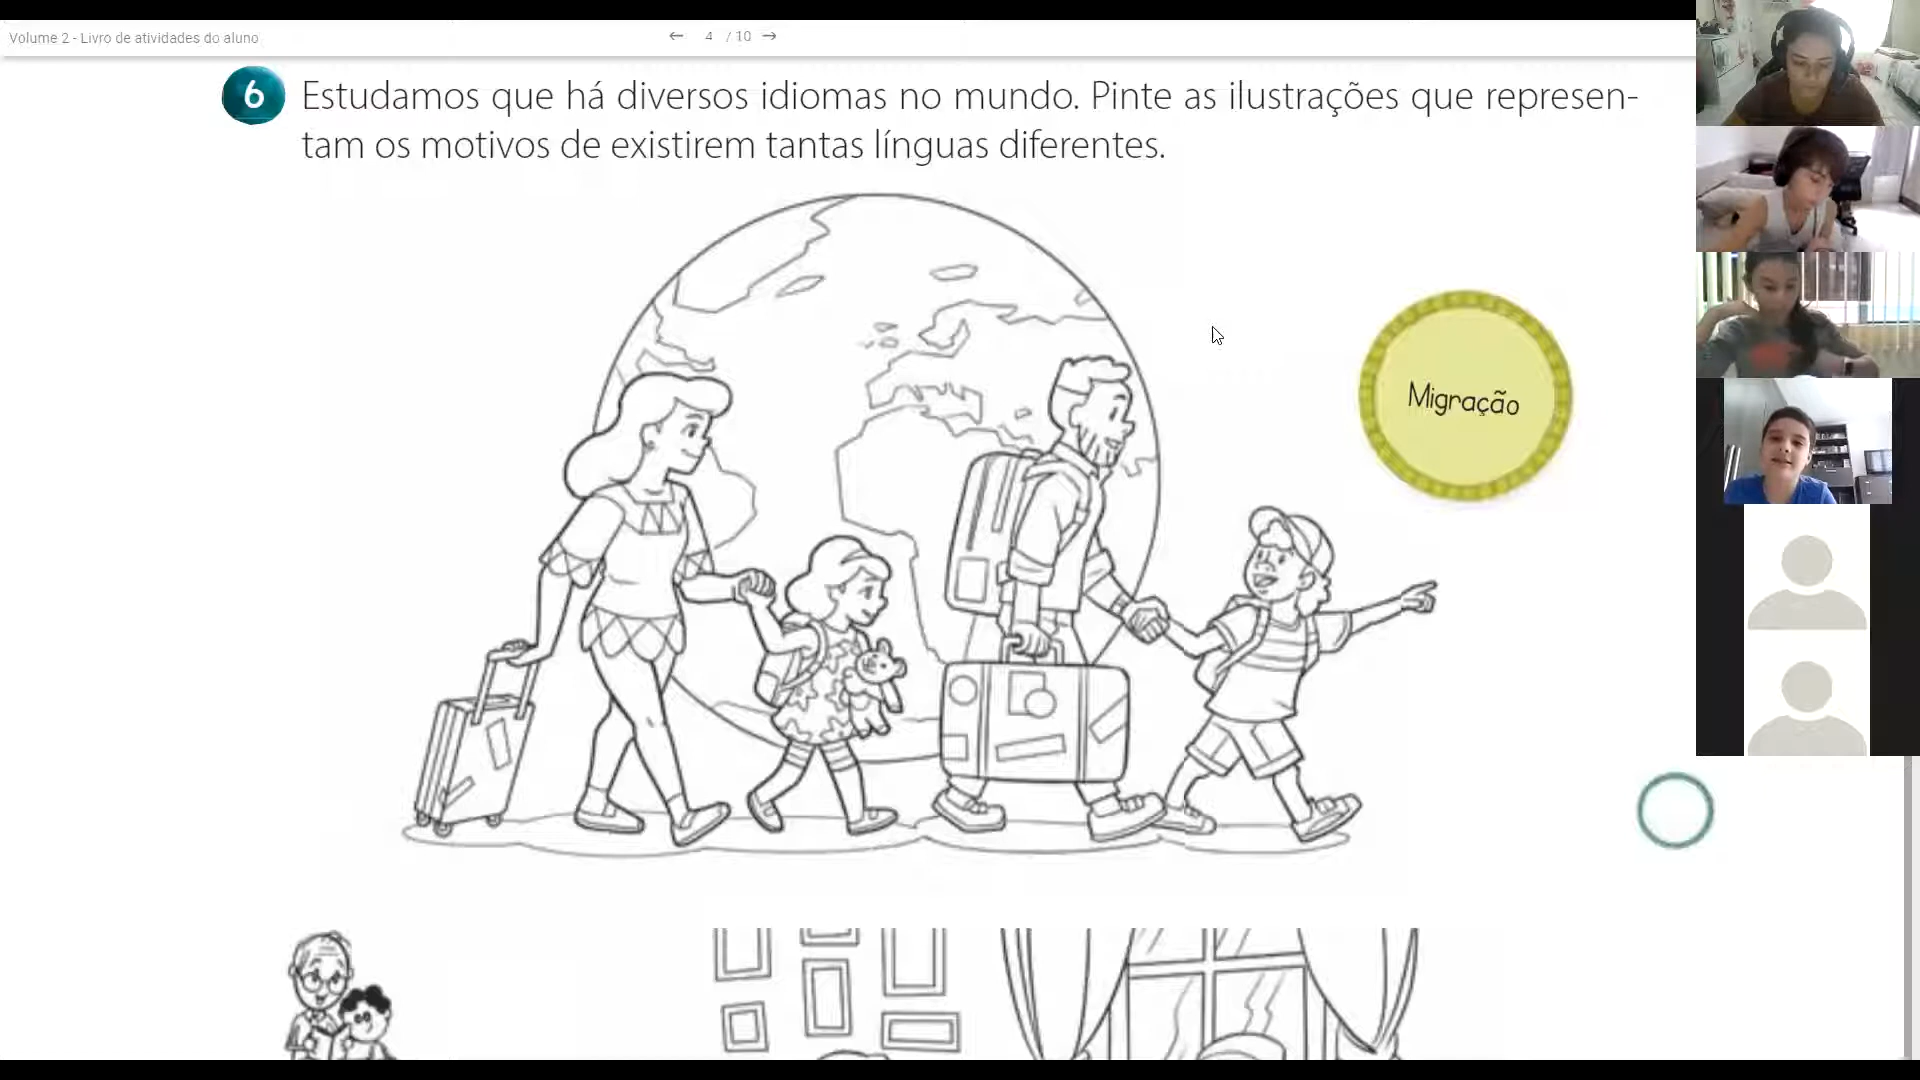 Volume 2 - Livro de atividades do aluno
← 4 / 10 →
6 Estudamos que há diversos idiomas no mundo. Pinte as ilustrações que represen-
tam os motivos de existirem tantas línguas diferentes.
Migração